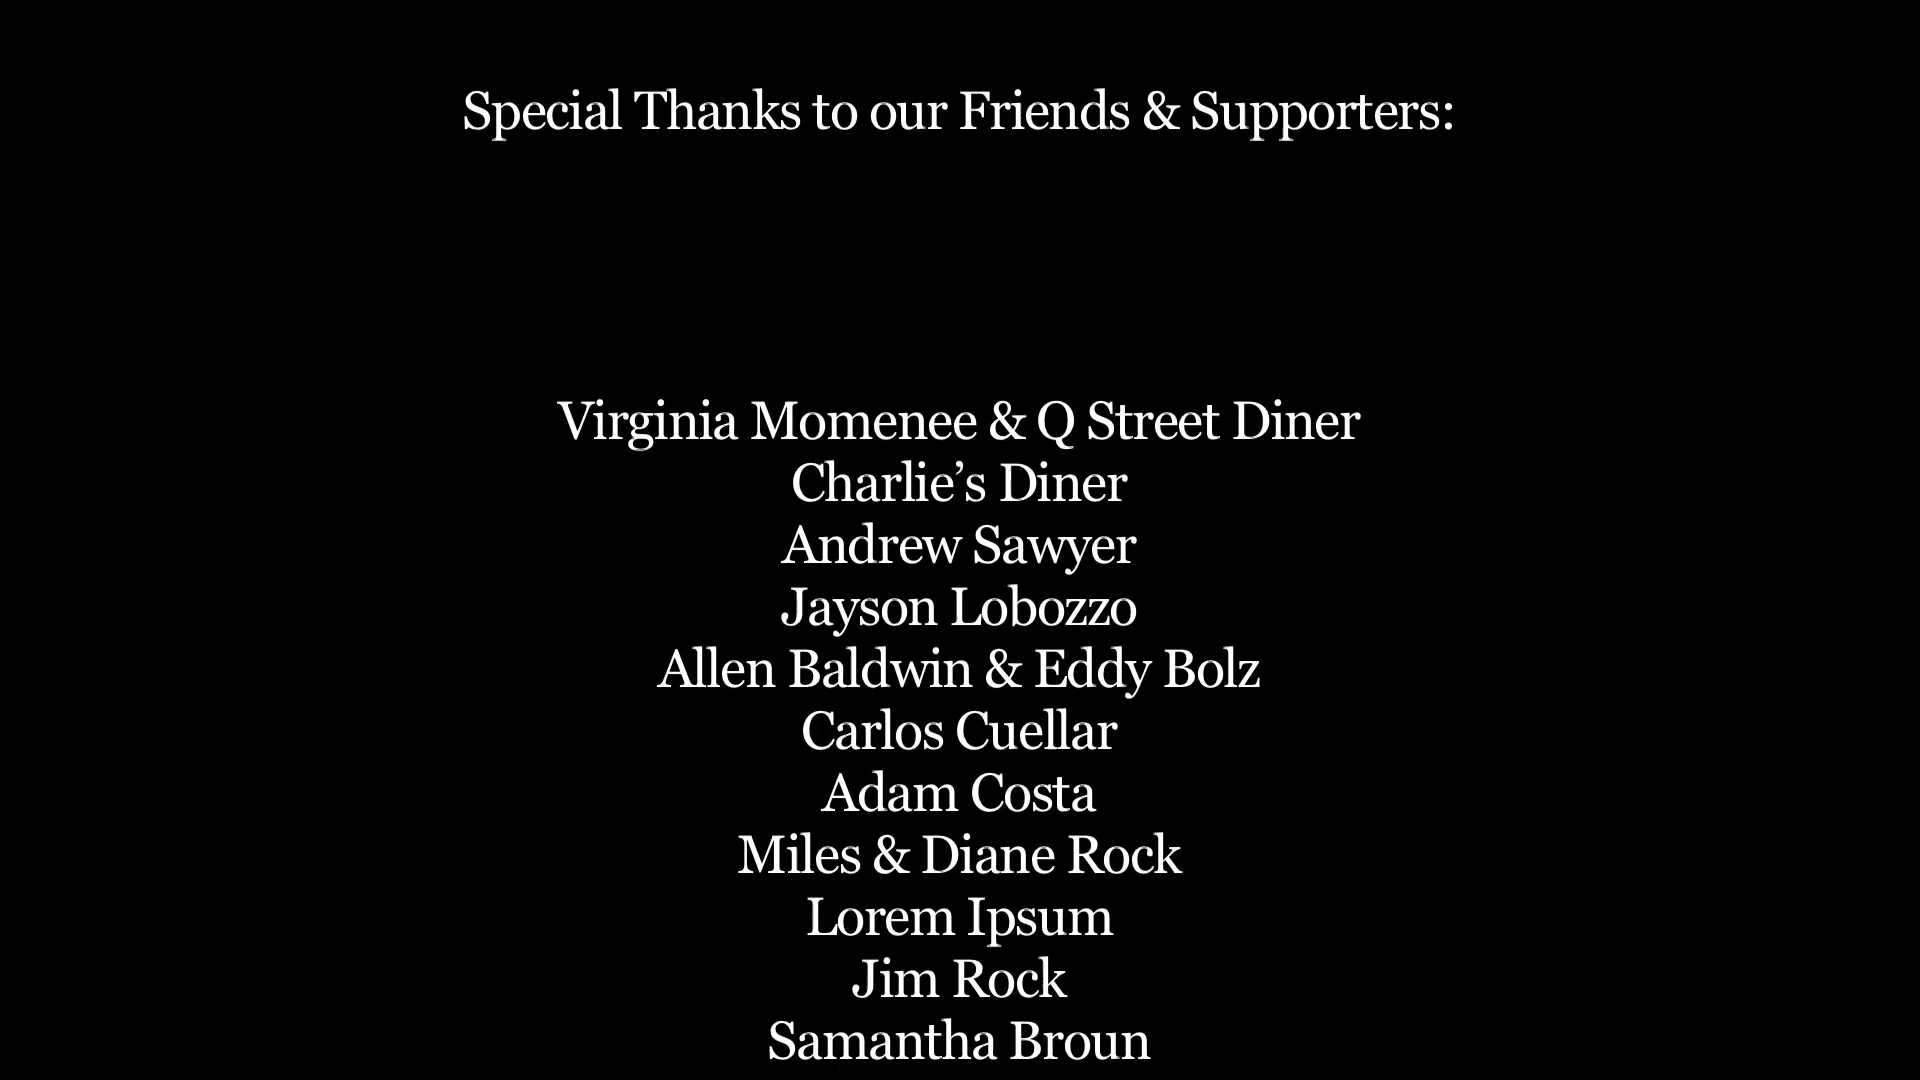 Special Thanks to our Friends & Supporters:
Virginia Momenee & Q Street Diner
Charlie’s Diner
Andrew Sawyer
Jayson Lobozzo
Allen Baldwin & Eddy Bolz
Carlos Cuellar
Adam Costa
Miles & Diane Rock
Lorem Ipsum
Jim Rock
Samantha Broun